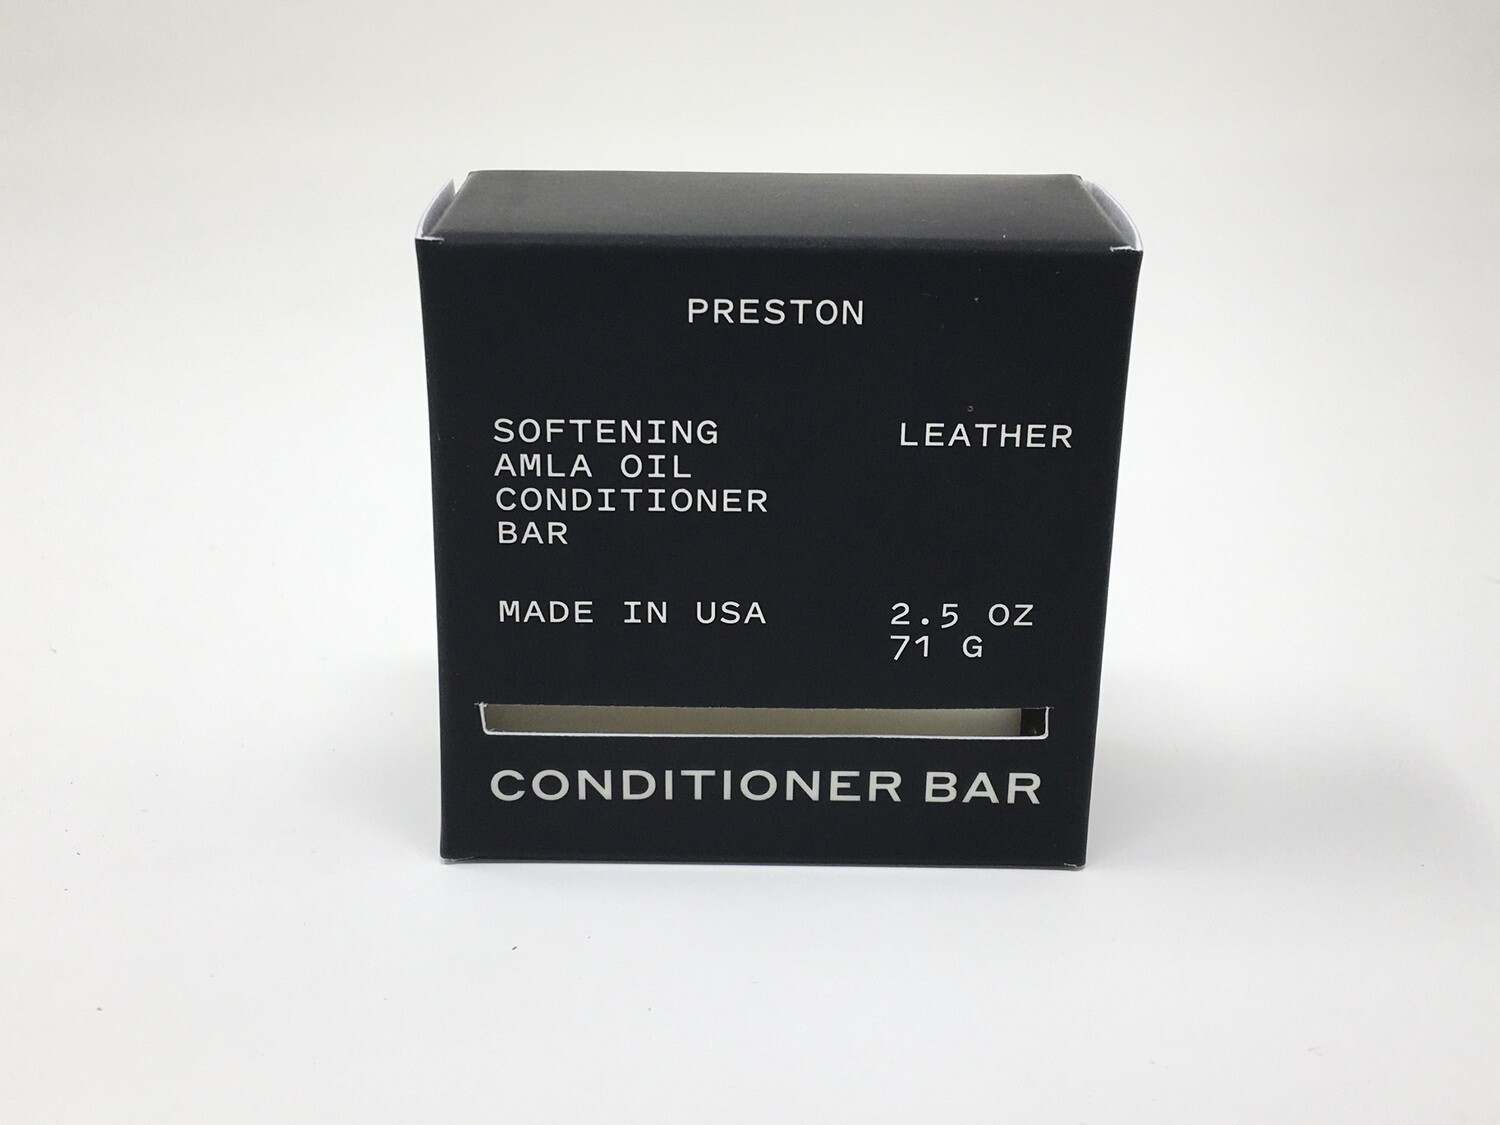 PRESTON
SOFTENING
AMLA OIL
CONDITIONER
BAR
LEATHER
MADE IN USA
2.5 OZ
71 G
CONDITIONER BAR